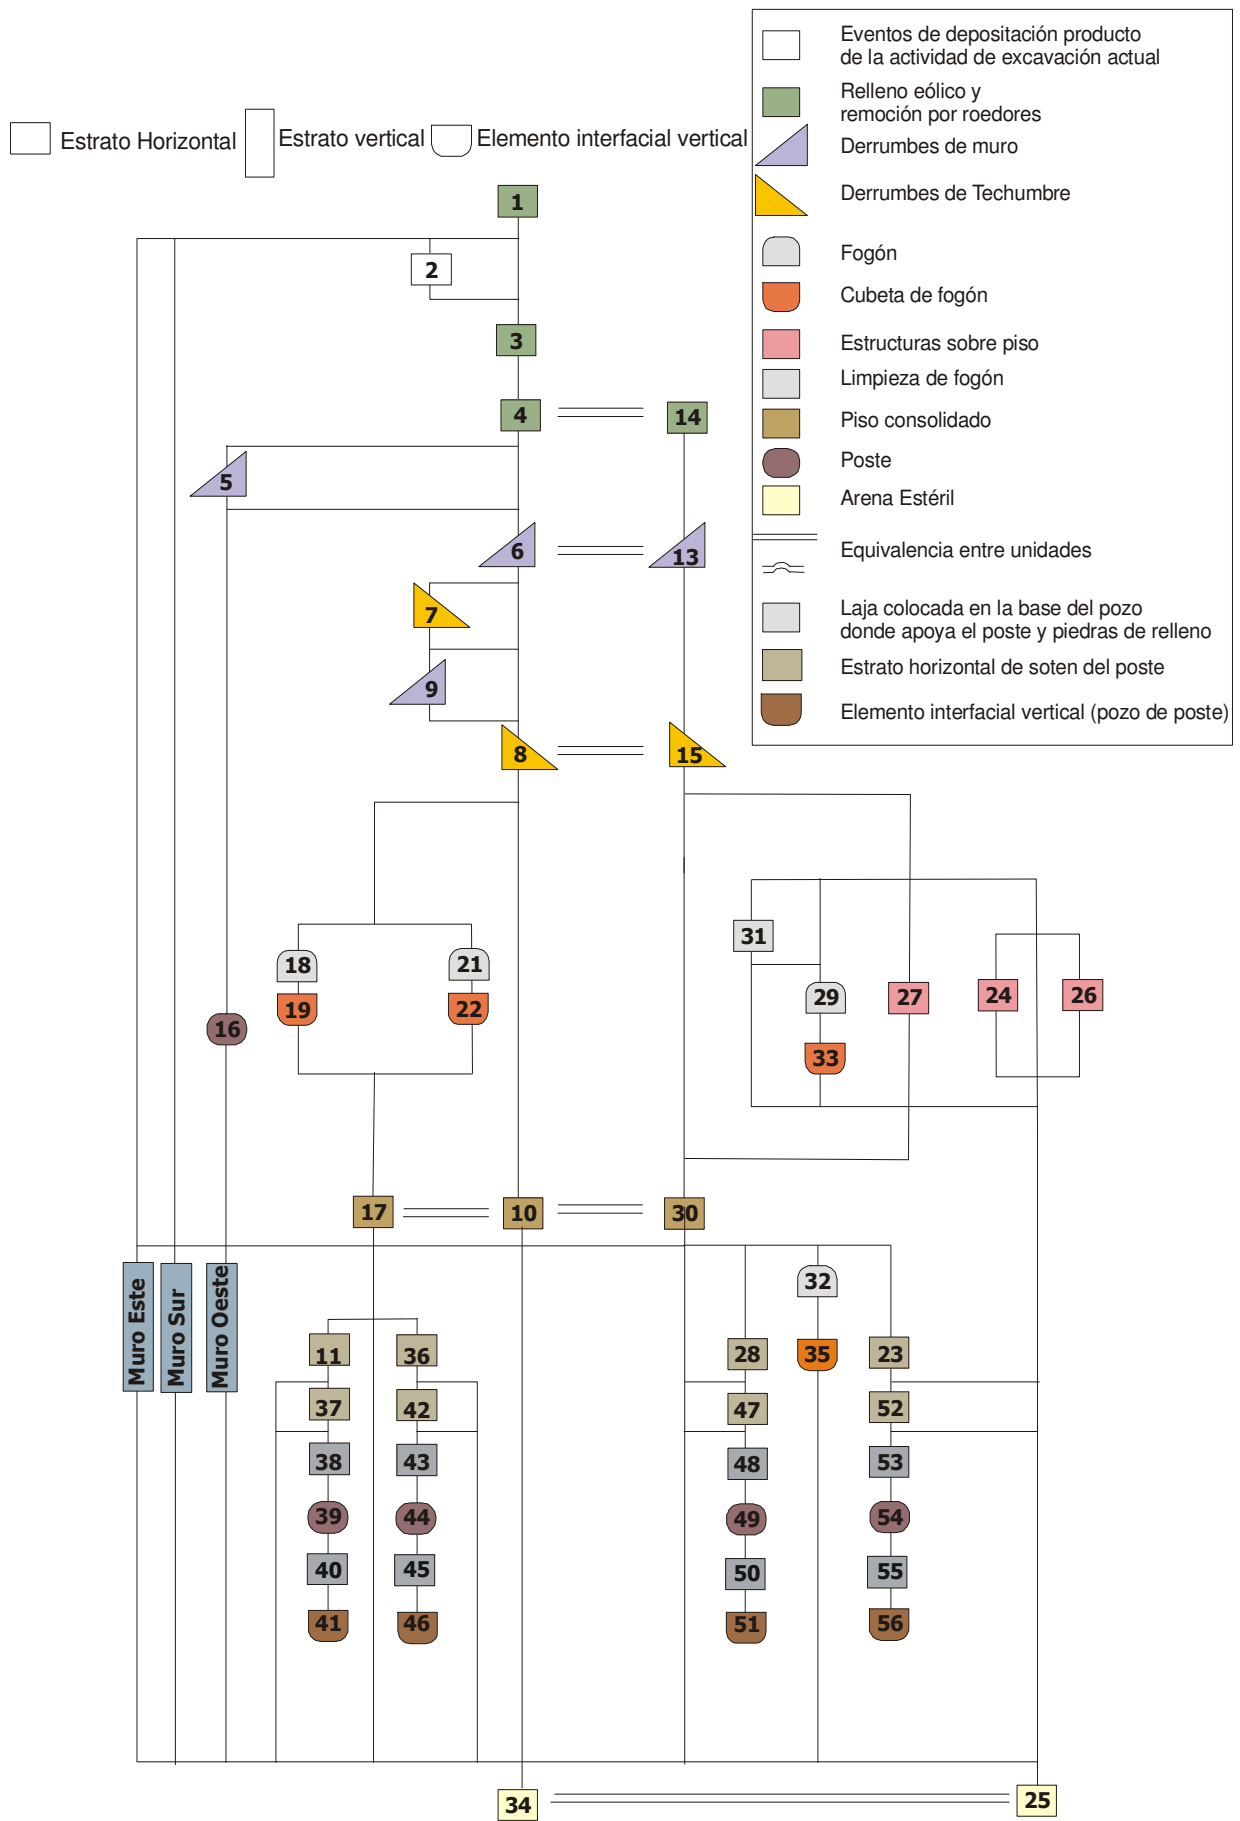 Eventos de depositación producto
de la actividad de excavación actual
Relleno eólico y
remoción por roedores
Derrumbes de muro
Derrumbes de Techumbre
Fogón
Cubeta de fogón
Estructuras sobre piso
Limpieza de fogón
Piso consolidado
Poste
Arena Estéril
Equivalencia entre unidades
Laja colocada en la base del pozo
donde apoya el poste y piedras de relleno
Estrato horizontal de soten del poste
Elemento interfacial vertical (pozo de poste)
Estrato Horizontal
Estrato vertical
Elemento interfacial vertical
1
2
3
4
14
5
6
13
7
9
8
15
31
18
21
29
27
24
26
19
22
16
33
17
10
30
Muro Este
Muro Sur
Muro Oeste
32
11
36
28
35
23
37
42
47
52
38
43
48
53
39
44
49
54
40
45
50
55
41
46
51
56
34
25